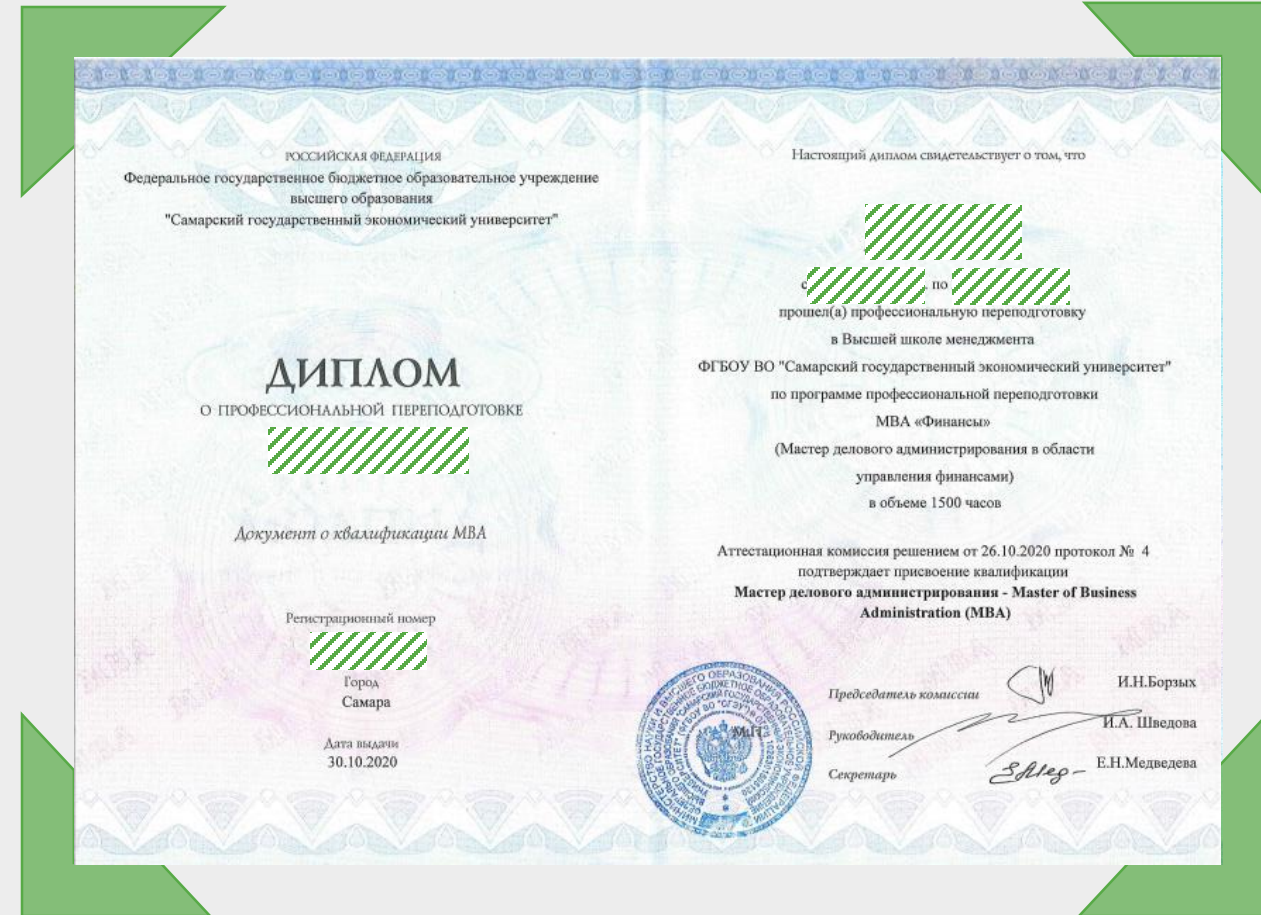 РОССИЙСКАЯ ФЕДЕРАЦИЯ
Федеральное государственное бюджетное образовательное учреждение
высшего образования
"Самарский государственный экономический университет"
ДИПЛОМ
О ПРОФЕССИОНАЛЬНОЙ ПЕРЕПОДГОТОВКЕ
Документ о квалификации МВА
Регистрационный номер
Город
Самара
Дата выдачи
30.10.2020
Настоящий диплом свидетельствует о том, что
с по
прошел(а) профессиональную переподготовку
в Высшей школе менеджмента
ФГБОУ ВО "Самарский государственный экономический университет"
по программе профессиональной переподготовки
МВА «Финансы»
(Мастер делового администрирования в области
управления финансами)
в объеме 1500 часов
Аттестационная комиссия решением от 26.10.2020 протокол № 4
подтверждает присвоение квалификации
Мастер делового администрирования - Master of Business
Administration (MBA)
Председатель комиссии И.Н.Борзых
Руководитель И.А. Шведова
Секретарь Е.Н.Медведева
М.П.